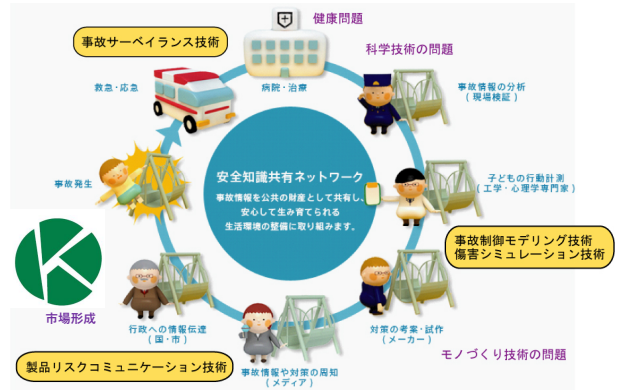 健康問題
事故サーベイランス技術
科学技術の問題
救急・応急
病院・治療
事故情報の分析
(現場検証)
事故発生
安全知識共有ネットワーク
事故情報を公共の財産として共有し、
安心して生み育てられる
生活環境の整備に取り組みます。
子どもの行動計測
(工学・心理学専門家)
事故制御モデリング技術
傷害シミュレーション技術
市場形成
行政への情報伝達
(国・市)
対策の考案・試作
(メーカー)
モノづくり技術の問題
製品リスクコミュニケーション技術
事故情報や対策の周知
(メディア)